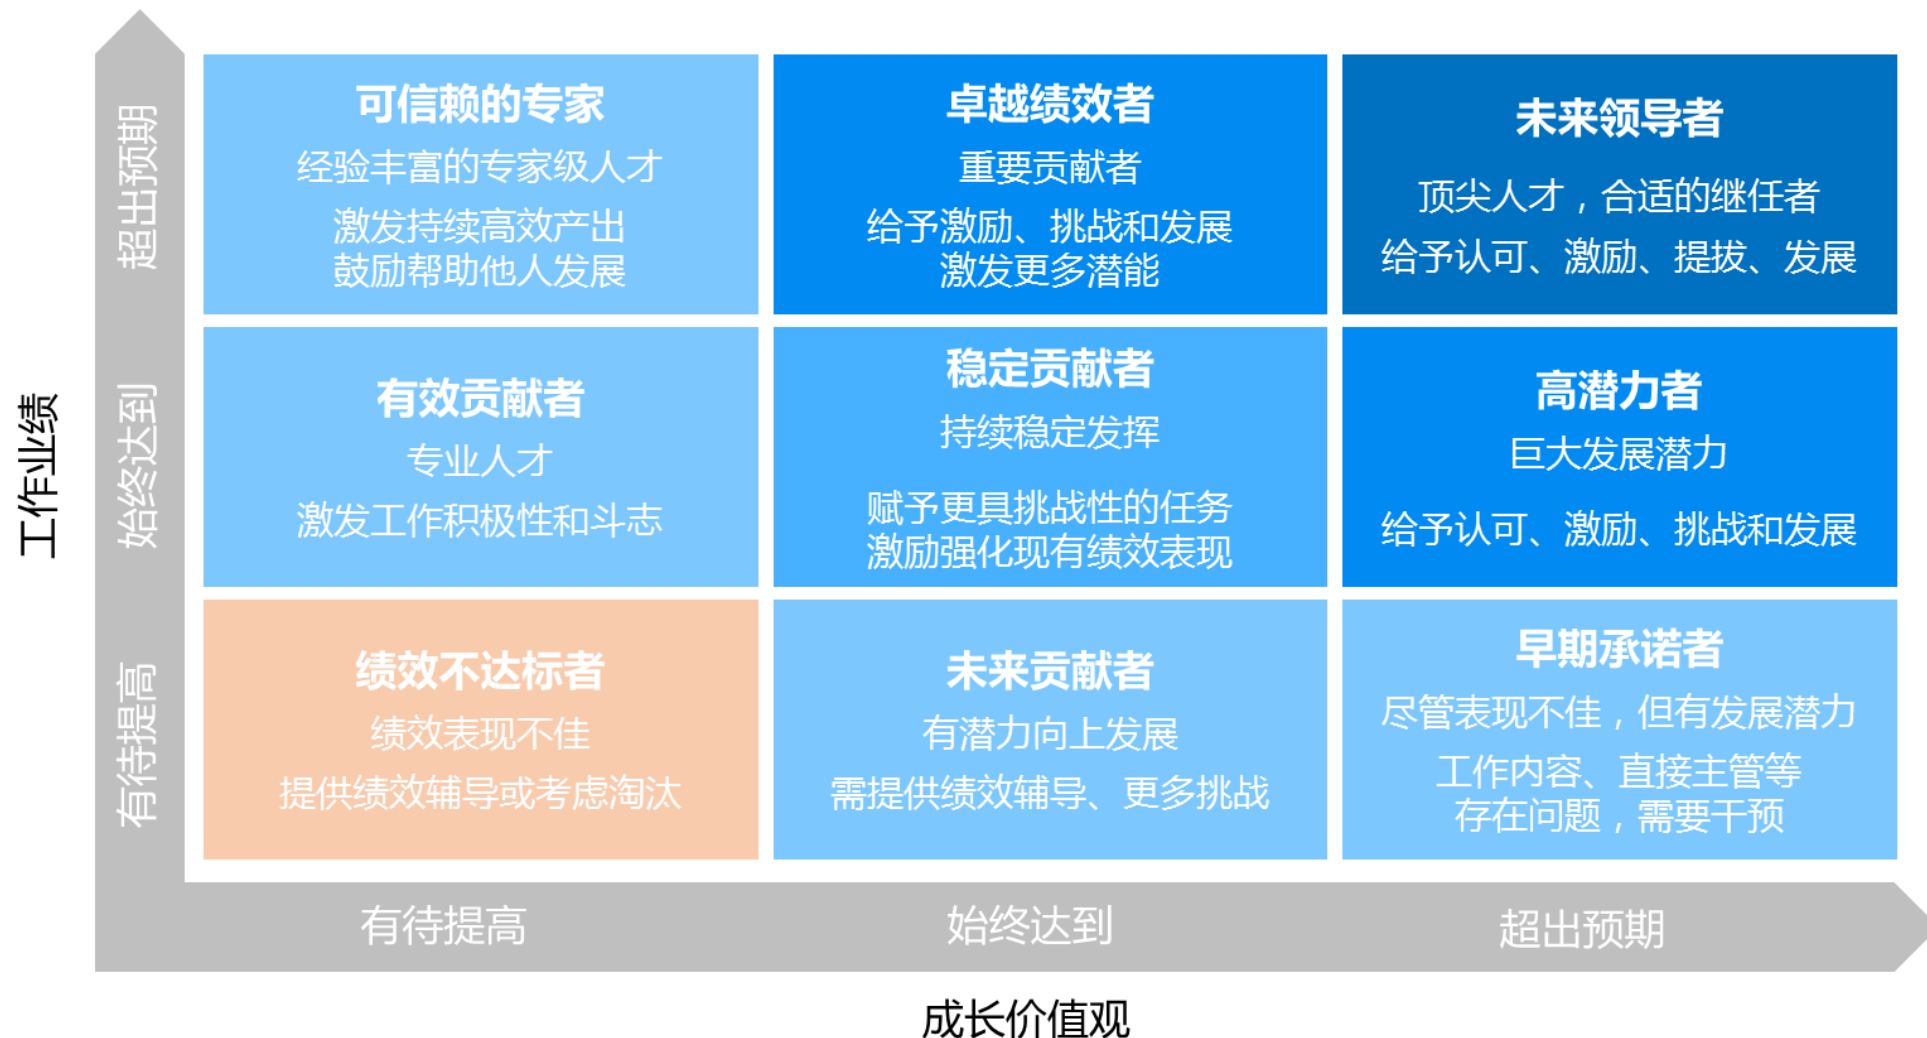 工作业绩
超出预期
始终达到
有待提高
可信赖的专家
经验丰富的专家级人才
激发持续高效产出
鼓励帮助他人发展
卓越绩效者
重要贡献者
给予激励、挑战和发展
激发更多潜能
未来领导者
顶尖人才，合适的继任者
给予认可、激励、提拔、发展
有效贡献者
专业人才
激发工作积极性和斗志
稳定贡献者
持续稳定发挥
赋予更具挑战性的任务
激励强化现有绩效表现
高潜力者
巨大发展潜力
给予认可、激励、挑战和发展
绩效不达标者
绩效表现不佳
提供绩效辅导或考虑淘汰
未来贡献者
有潜力向上发展
需提供绩效辅导、更多挑战
早期承诺者
尽管表现不佳，但有发展潜力
工作内容、直接主管等
存在问题，需要干预
有待提高
始终达到
超出预期
成长价值观